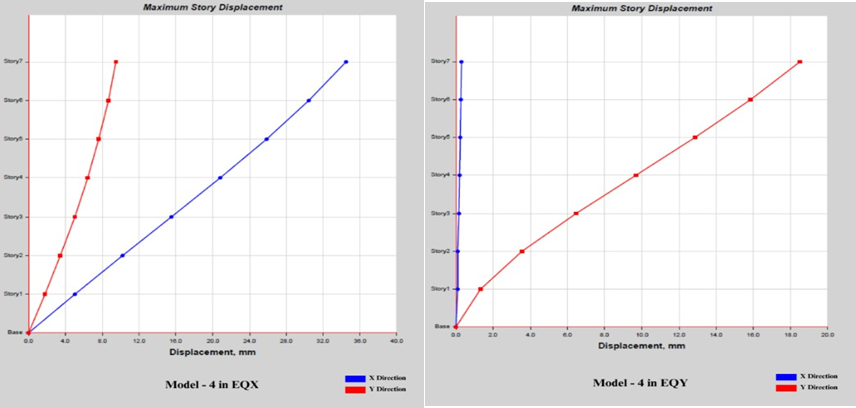 Maximum Story Displacement
Story7
Story6
Story5
Story4
Story3
Story2
Story1
Base
0.0 4.0 8.0 12.0 16.0 20.0 24.0 28.0 32.0 36.0 40.0
Displacement, mm
Model - 4 in EQX
X Direction
Y Direction
Maximum Story Displacement
Story7
Story6
Story5
Story4
Story3
Story2
Story1
Base
0.0 2.0 4.0 6.0 8.0 10.0 12.0 14.0 16.0 18.0 20.0
Displacement, mm
Model - 4 in EQY
X Direction
Y Direction